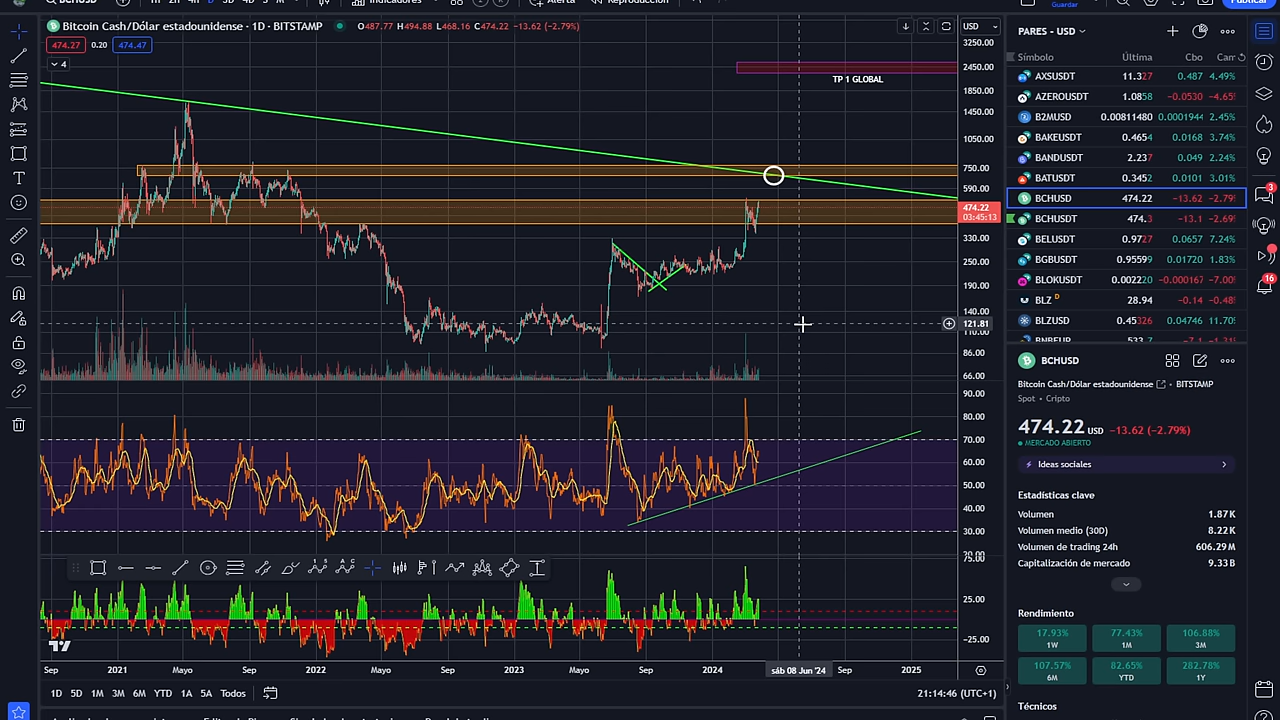 BCHUSD
Indicadores
Alerta
Reproducción
Guardar
Publicar
Bitcoin Cash/Dólar estadounidense · 1D · BITSTAMP
O487.77 H494.88 L468.16 C474.22 −13.62 (−2.79%)
474.27 0.20 474.47
4
USD
3250.00
2450.00
TP 1 GLOBAL
1850.00
1450.00
1050.00
750.00
590.00
474.22
03:45:13
330.00
250.00
190.00
140.00
121.81
110.00
86.00
66.00
90.00
80.00
70.00
60.00
50.00
40.00
30.00
75.00
25.00
−25.00
Sep 2021 Mayo Sep 2022 Mayo Sep 2023 Mayo Sep 2024 sáb 08 Jun '24 Sep 2025
1D 5D 1M 3M 6M YTD 1A 5A Todos
21:14:46 (UTC+1)
PARES - USD
Símbolo Última Cbo
AXSUSDT 11.327 0.487 4.49%
AZEROUSDT 1.0858 −0.0530 −4.65
B2MUSD 0.00811480 0.0001944 2.45%
BAKEUSDT 0.4654 0.0168 3.74%
BANDUSDT 2.237 0.049 2.24%
BATUSDT 0.3452 0.0101 3.01%
BCHUSD 474.22 −13.62 −2.79
BCHUSDT 474.3 −13.1 −2.69
BELUSDT 0.9727 0.0657 7.24%
BGBUSDT 0.95599 0.01720 1.83%
BLOKUSDT 0.002220 −0.000167 −7.00
BLZ D 28.94 −0.14 −0.48
BLZUSD 0.45326 0.04746 11.70
3
16
BCHUSD
Bitcoin Cash/Dólar estadounidense • BITSTAMP
Spot • Cripto
474.22 USD −13.62 (−2.79%)
MERCADO ABIERTO
Ideas sociales
Estadísticas clave
Volumen 1.87K
Volumen medio (30D) 8.22K
Volumen de trading 24h 606.29M
Capitalización de mercado 9.33B
Rendimiento
17.93% 77.43% 106.88%
1W 1M 3M
107.57% 82.65% 282.78%
6M YTD 1Y
Técnicos